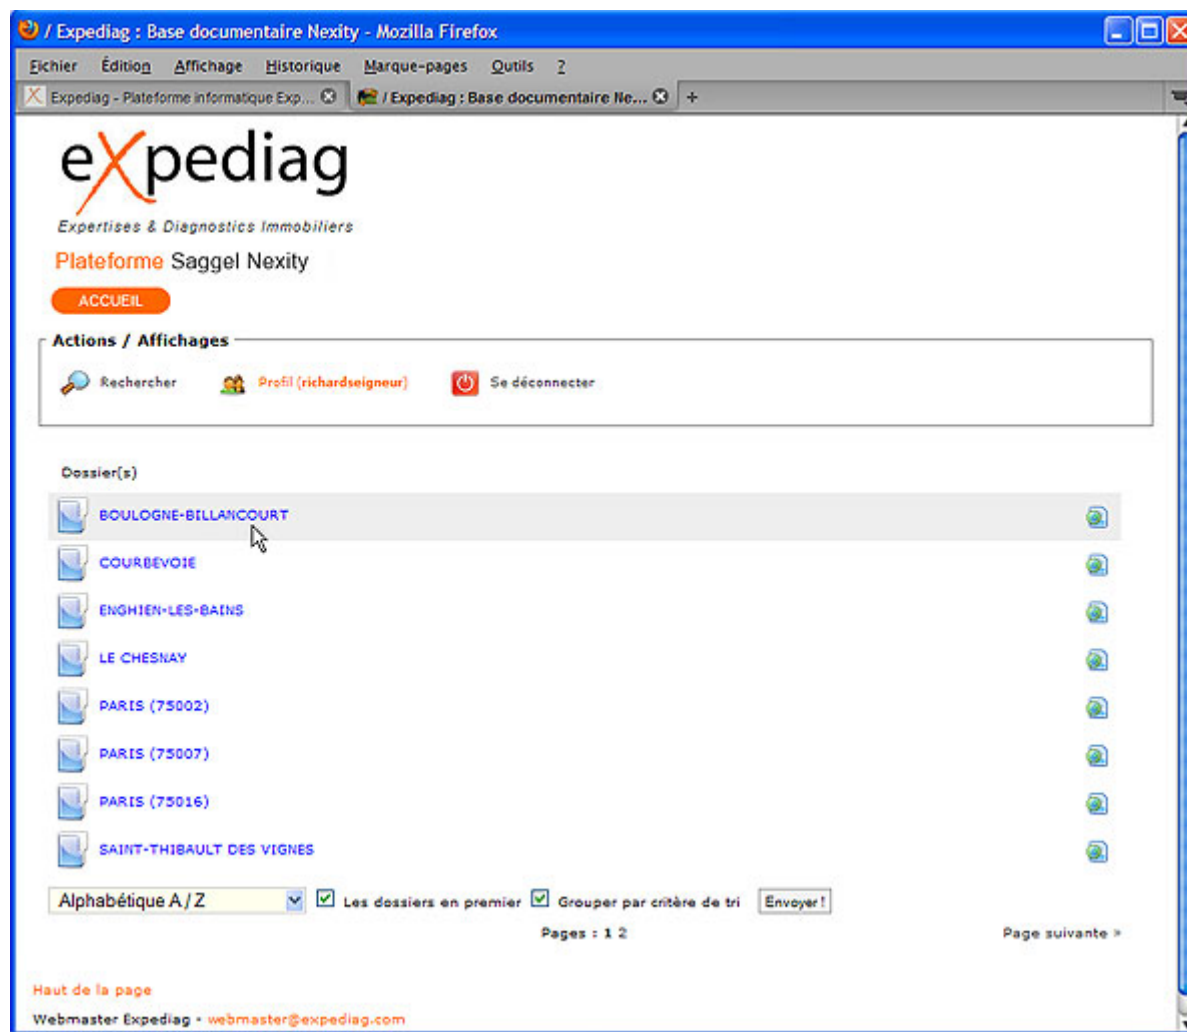 / Expediag : Base documentaire Nexity - Mozilla Firefox
Fichier Édition Affichage Historique Marque-pages Outils ?
Expediag - Plateforme informatique Exp... / Expediag : Base documentaire Ne... +
eXpediag
Expertises & Diagnostics Immobiliers
Plateforme Saggel Nexity
ACCUEIL
Actions / Affichages
Rechercher Profil (richardseigneur) Se déconnecter
Dossier(s)
BOULOGNE-BILLANCOURT
COURBEVOIE
ENGHIEN-LES-BAINS
LE CHESNAY
PARIS (75002)
PARIS (75007)
PARIS (75016)
SAINT-THIBAULT DES VIGNES
Alphabétique A / Z Les dossiers en premier Grouper par critère de tri Envoyer !
Pages : 1 2 Page suivante »
Haut de la page
Webmaster Expediag - webmaster@expediag.com